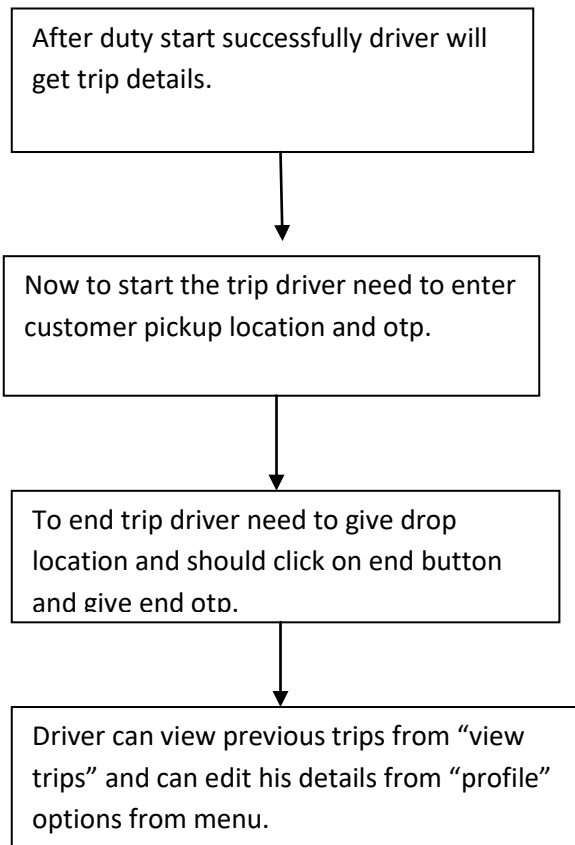 After duty start successfully driver will
get trip details.
Now to start the trip driver need to enter
customer pickup location and otp.
To end trip driver need to give drop
location and should click on end button
and give end otp.
Driver can view previous trips from “view
trips” and can edit his details from “profile”
options from menu.